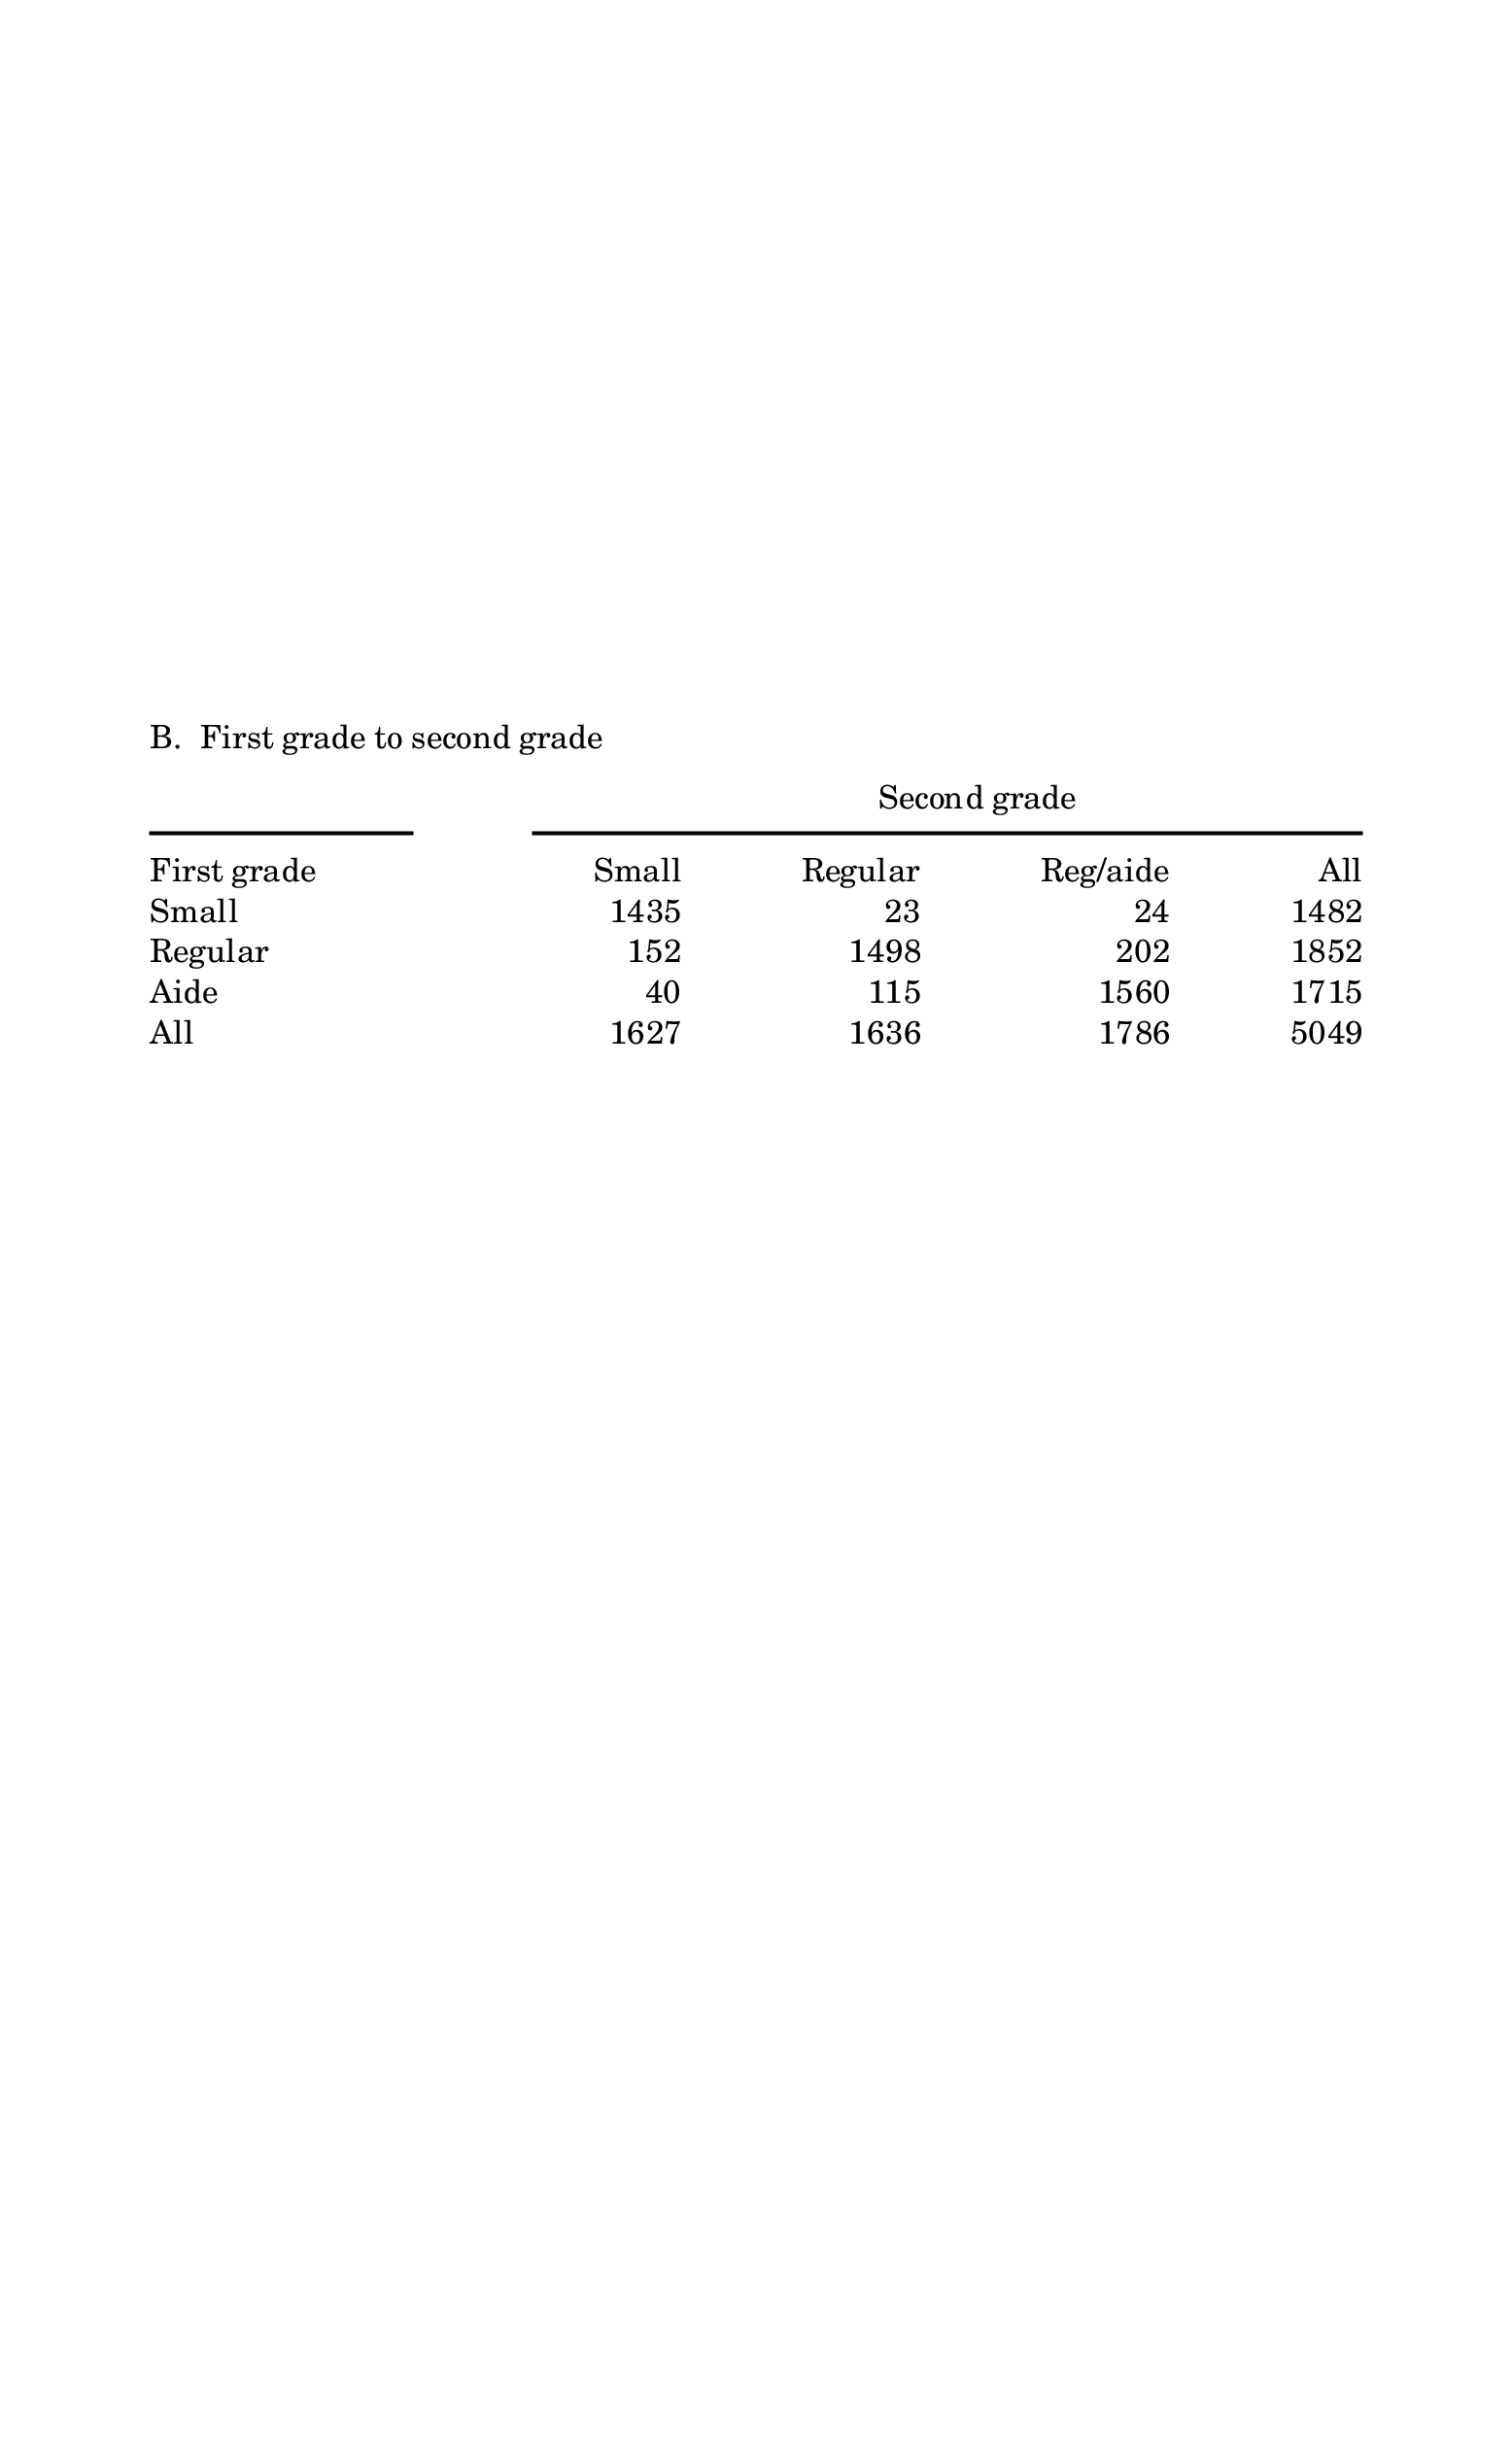 B. First grade to second grade
Second grade
First grade Small Regular Reg/aide All
Small 1435 23 24 1482
Regular 152 1498 202 1852
Aide 40 115 1560 1715
All 1627 1636 1786 5049